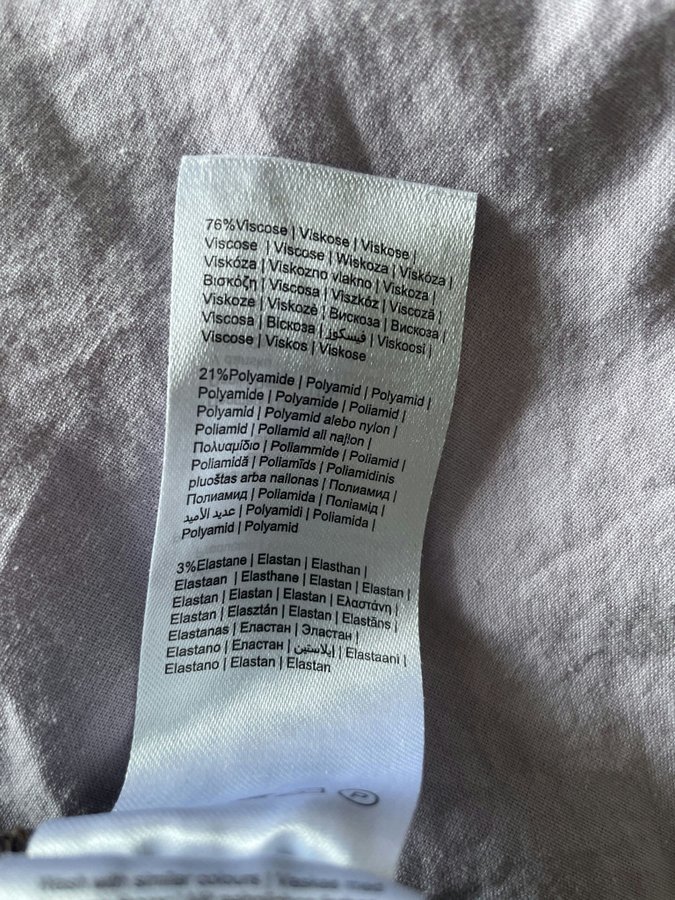 76%Viscose | Viskose | Viskose |
Viscose | Viscose | Wiskoza | Viskóza |
Viskóza | Viskozno vlakno | Viskoza |
Βισκόζη | Viscosa | Viszkóz | Viscoză |
Viskoze | Viskozė | Вискоза | Вискоза |
Viscosa | Віскоза | فيسكوز | Viskoosi |
Viscose | Viskos | Viskose
21%Polyamide | Polyamid | Polyamid |
Polyamide | Polyamide | Poliamid |
Polyamid | Polyamid alebo nylon |
Poliamid | Poliamid ali najlon |
Πολυαμίδιο | Poliammide | Poliamid |
Poliamidă | Poliamīds | Poliamidinis
pluoštas arba nailonas | Полиамид |
Полиамид | Poliamida | Поліамід |
عديد الأميد | Polyamidi | Poliamida |
Polyamid | Polyamid
3%Elastane | Elastan | Elasthan |
Elastaan | Elasthane | Elastan | Elastan |
Elastan | Elastan | Elastan | Ελαστάνη |
Elastan | Elasztán | Elastan | Elastāns |
Elastanas | Еластан | Эластан |
Elastano | Еластан | إيلاستين | Elastaani |
Elastano | Elastan | Elastan
P
Wash with similar colours |